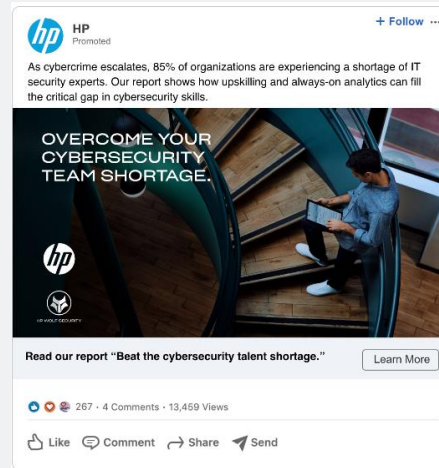 hp
HP
+ Follow ...
Promoted
As cybercrime escalates, 85% of organizations are experiencing a shortage of IT
security experts. Our report shows how upskilling and always-on analytics can fill
the critical gap in cybersecurity skills.
OVERCOME YOUR
CYBERSECURITY
TEAM SHORTAGE.
hp
HP WOLF SECURITY
Read our report “Beat the cybersecurity talent shortage.”
Learn More
267 · 4 Comments · 13,459 Views
Like Comment Share Send